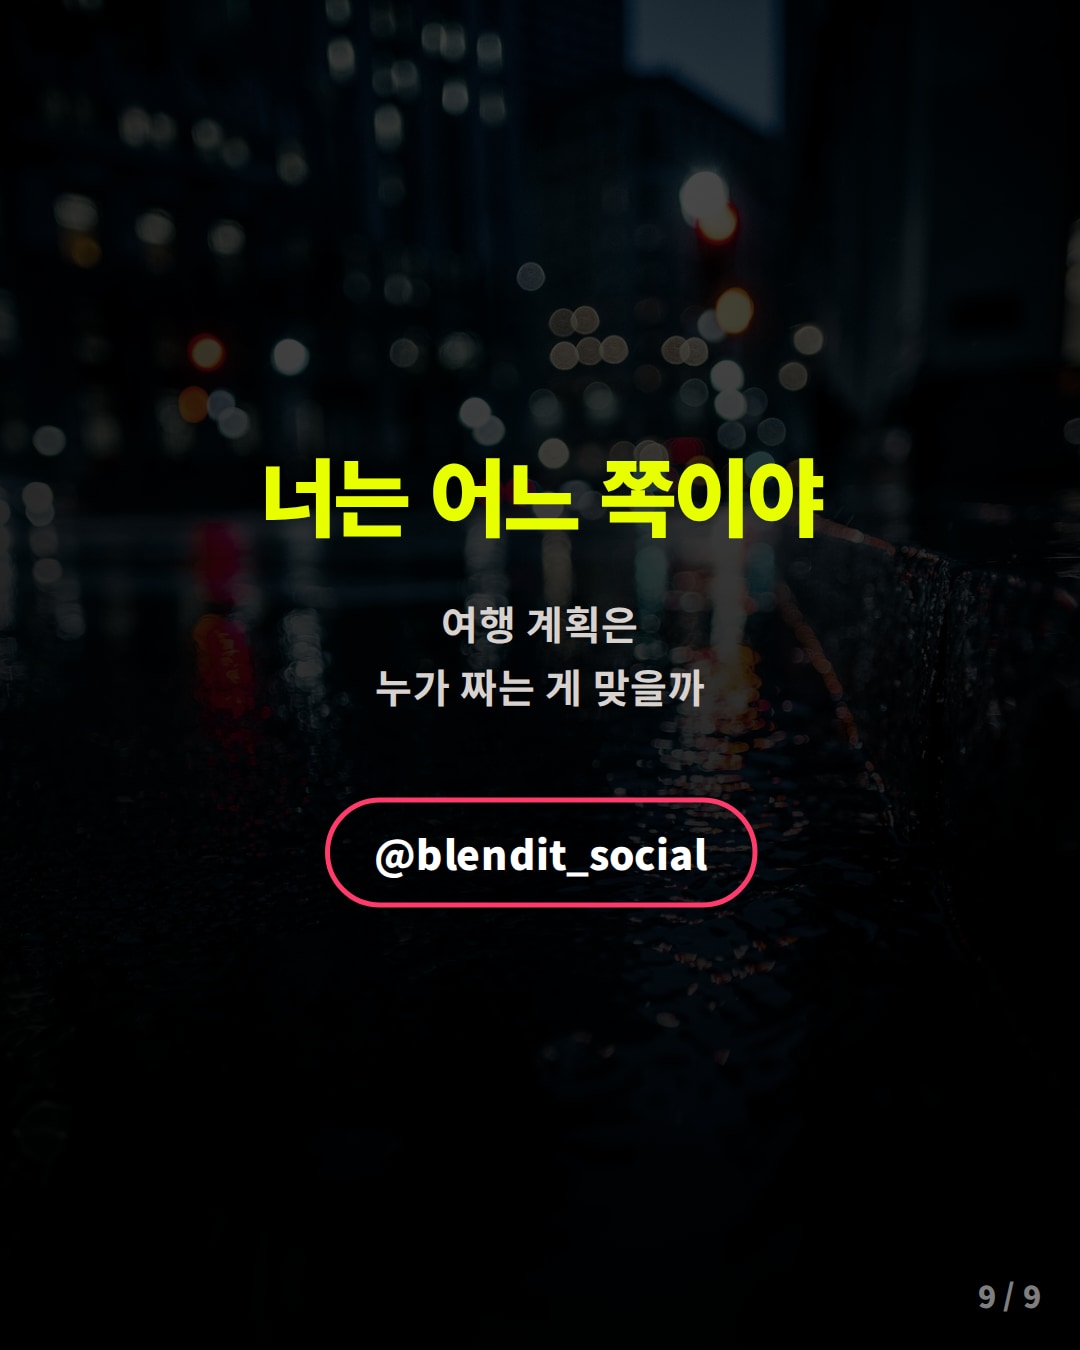 너는 어느 쪽이야
여행 계획은
누가 짜는 게 맞을까
@blendit_social
9 / 9